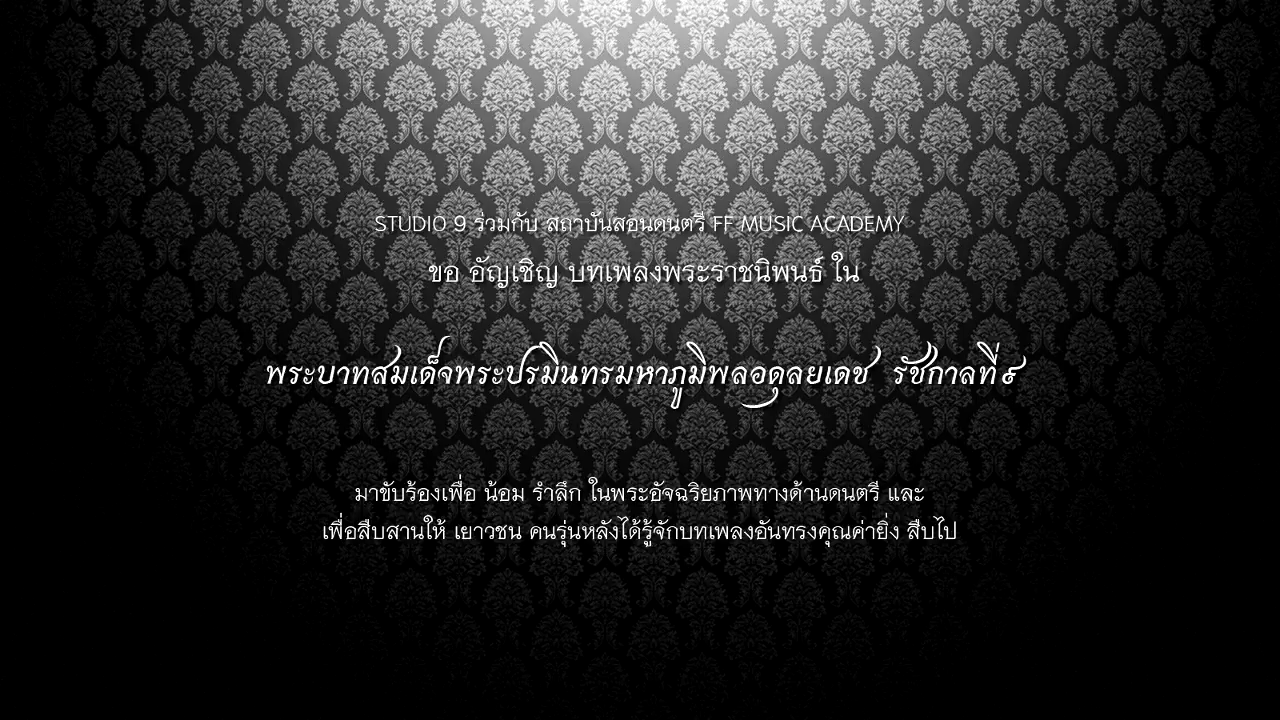 STUDIO 9 ร่วมกับ สถาบันสอนดนตรี FF MUSIC ACADEMY
ขอ อัญเชิญ บทเพลงพระราชนิพนธ์ ใน
พระบาทสมเด็จพระปรมินทรมหาภูมิพลอดุลยเดช รัชกาลที่ ๙
มาขับร้องเพื่อ น้อม รำลึก ในพระอัจฉริยภาพทางด้านดนตรี และ
เพื่อสืบสานให้ เยาวชน คนรุ่นหลังได้รู้จักบทเพลงอันทรงคุณค่ายิ่ง สืบไป